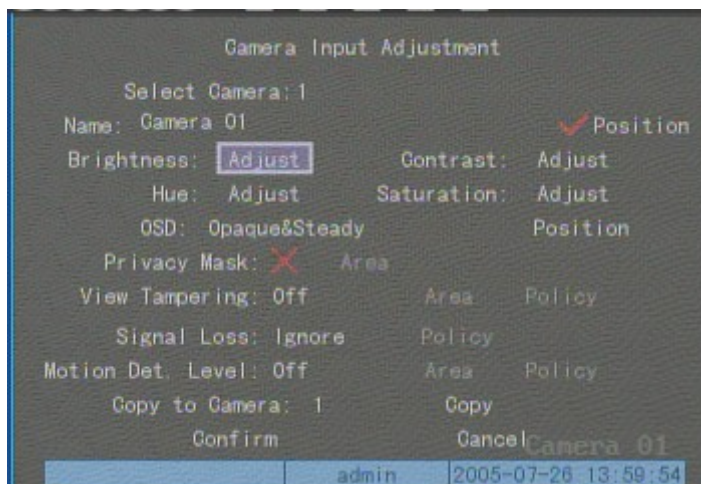 Camera Input Adjustment
Select Camera: 1
Name: Camera 01 Position
Brightness: Adjust Contrast: Adjust
Hue: Adjust Saturation: Adjust
OSD: Opaque&Steady Position
Privacy Mask: Area
View Tampering: Off Area Policy
Signal Loss: Ignore Policy
Motion Det. Level: Off Area Policy
Copy to Camera: 1 Copy
Confirm Cancel
Camera 01
admin 2005-07-26 13:59:54